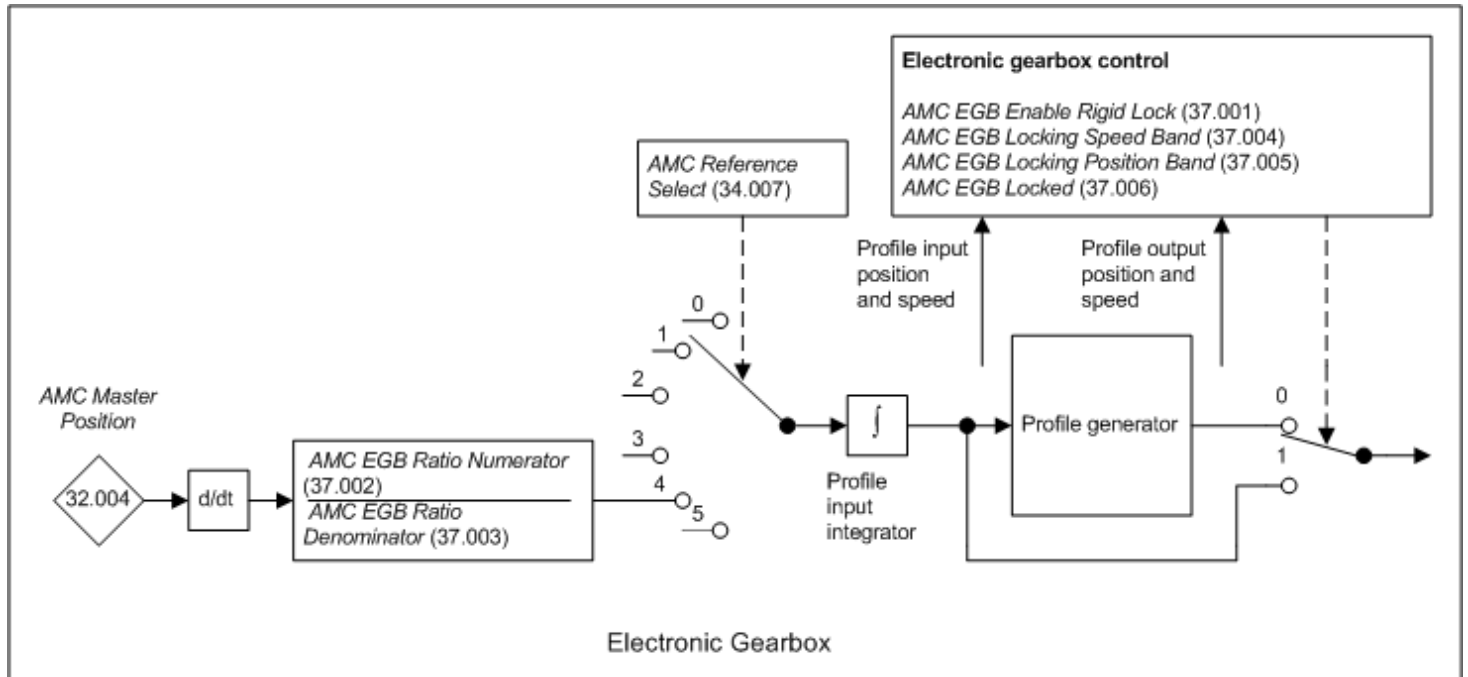 Electronic gearbox control
AMC EGB Enable Rigid Lock (37.001)
AMC EGB Locking Speed Band (37.004)
AMC EGB Locking Position Band (37.005)
AMC EGB Locked (37.006)
AMC Reference
Select (34.007)
Profile input
position
and speed
Profile output
position and
speed
0
1
2
3
4
5
AMC Master
Position
32.004
d/dt
AMC EGB Ratio Numerator
(37.002)
AMC EGB Ratio
Denominator (37.003)
∫
Profile
input
integrator
Profile generator
0
1
Electronic Gearbox